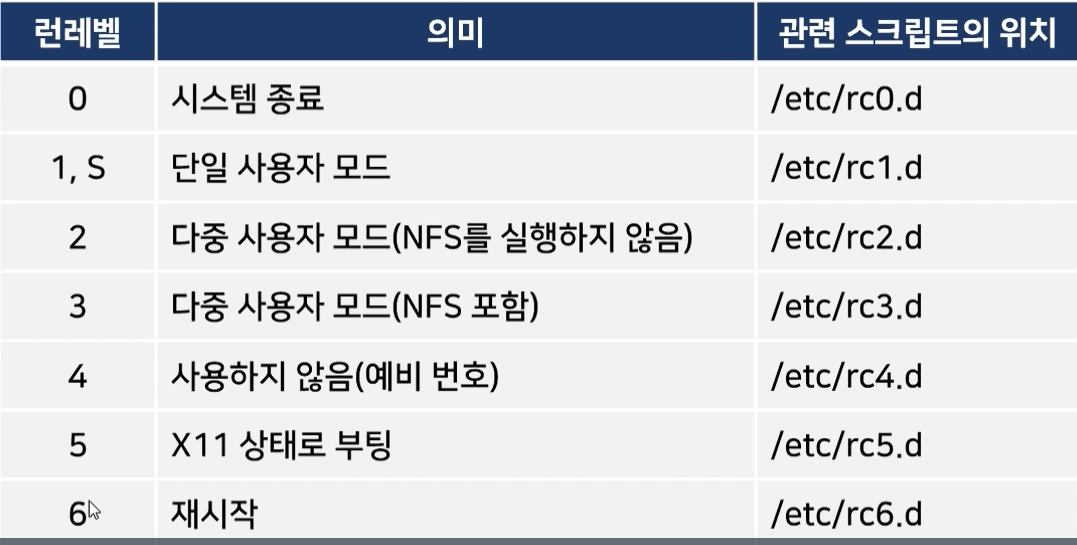 런레벨 의미 관련 스크립트의 위치
0 시스템 종료 /etc/rc0.d
1, S 단일 사용자 모드 /etc/rc1.d
2 다중 사용자 모드(NFS를 실행하지 않음) /etc/rc2.d
3 다중 사용자 모드(NFS 포함) /etc/rc3.d
4 사용하지 않음(예비 번호) /etc/rc4.d
5 X11 상태로 부팅 /etc/rc5.d
6 재시작 /etc/rc6.d